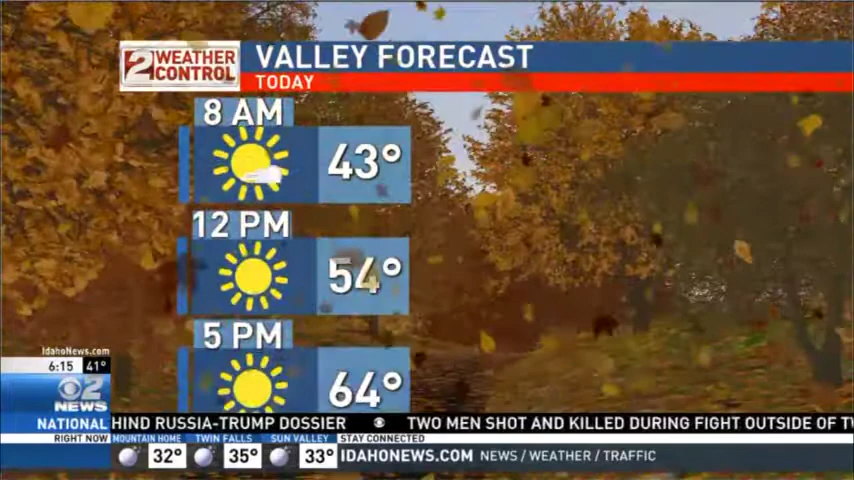 2 WEATHER CONTROL
VALLEY FORECAST
TODAY
8 AM
43°
12 PM
54°
5 PM
64°
IdahoNews.com
6:15 41°
2
NEWS
NATIONAL HIND RUSSIA-TRUMP DOSSIER TWO MEN SHOT AND KILLED DURING FIGHT OUTSIDE OF TW
RIGHT NOW MOUNTAIN HOME TWIN FALLS SUN VALLEY STAY CONNECTED
32° 35° 33° IDAHONEWS.COM NEWS / WEATHER / TRAFFIC